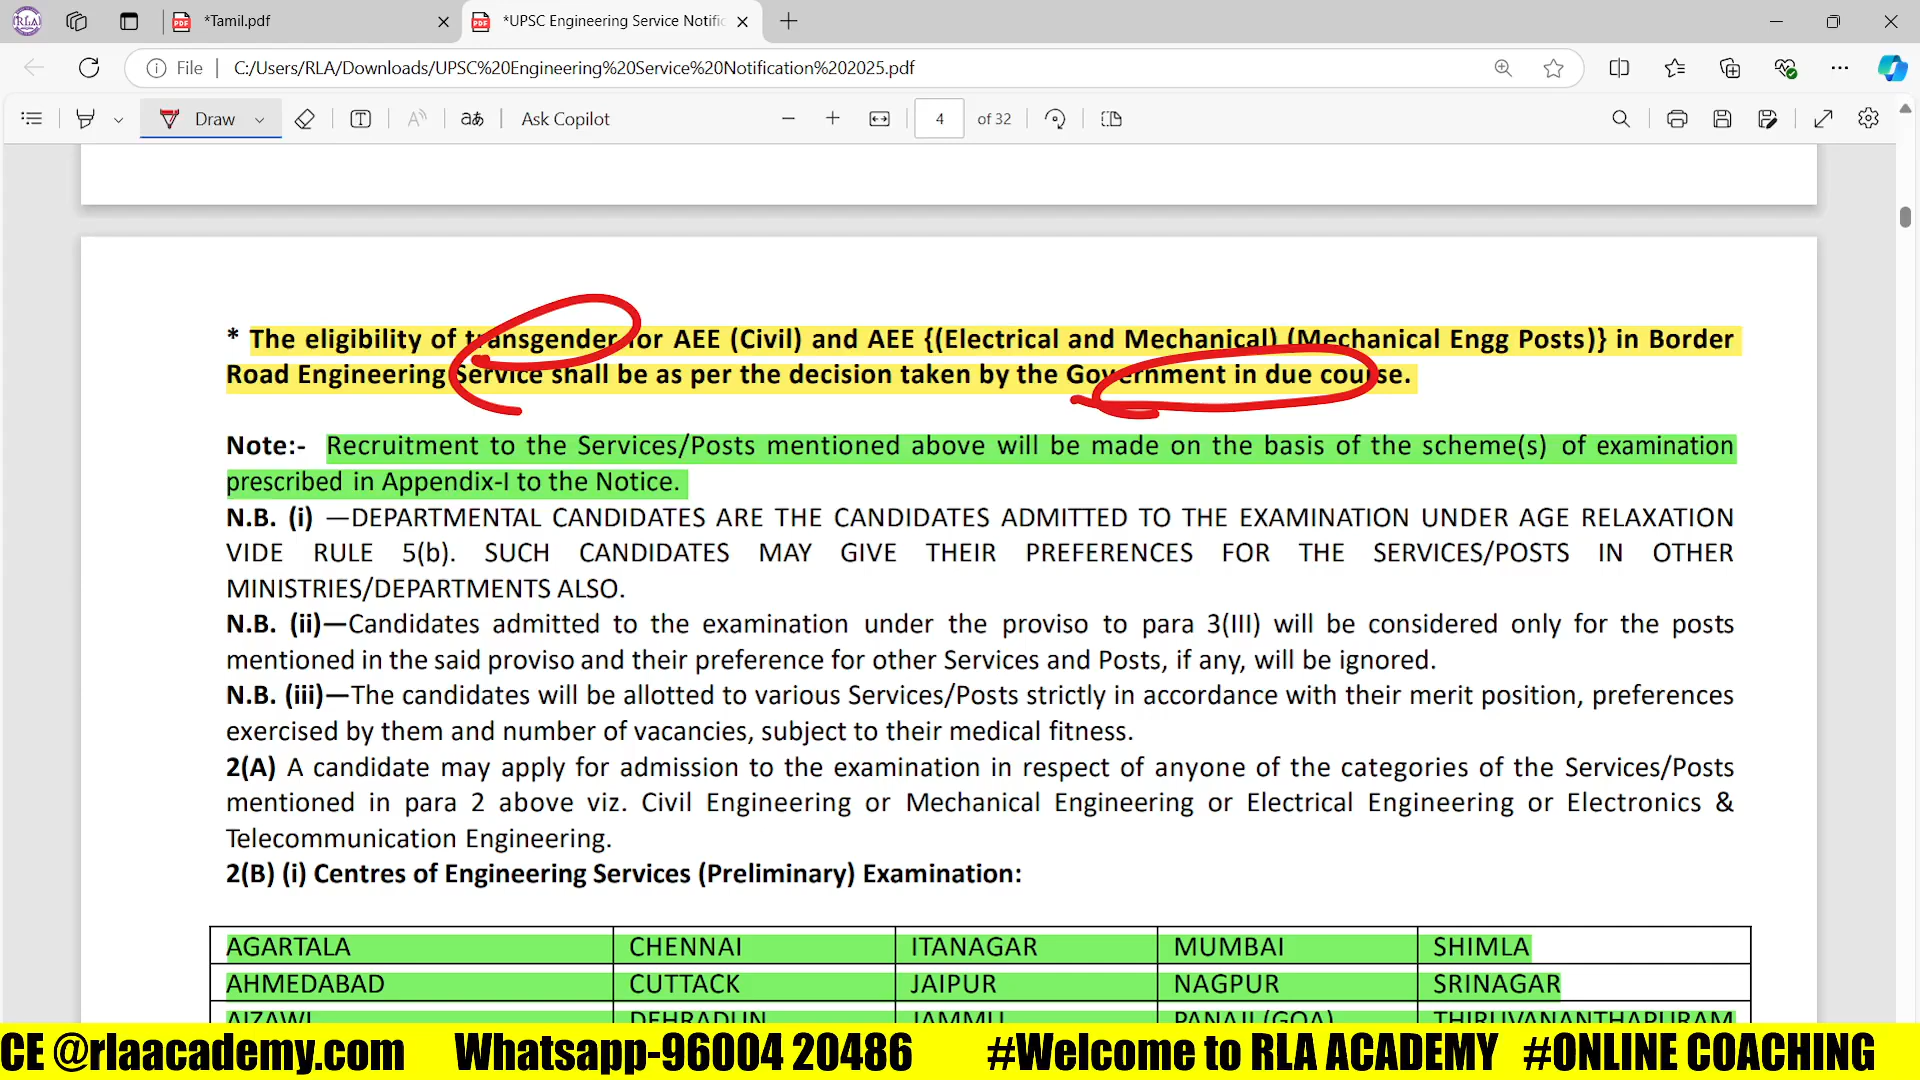 *Tamil.pdf
*UPSC Engineering Service Notific
File C:/Users/RLA/Downloads/UPSC%20Engineering%20Service%20Notification%202025.pdf
Draw aあ Ask Copilot 4 of 32
* The eligibility of transgender for AEE (Civil) and AEE {(Electrical and Mechanical) (Mechanical Engg Posts)} in Border
Road Engineering Service shall be as per the decision taken by the Government in due course.
Note:- Recruitment to the Services/Posts mentioned above will be made on the basis of the scheme(s) of examination
prescribed in Appendix-I to the Notice.
N.B. (i) —DEPARTMENTAL CANDIDATES ARE THE CANDIDATES ADMITTED TO THE EXAMINATION UNDER AGE RELAXATION
VIDE RULE 5(b). SUCH CANDIDATES MAY GIVE THEIR PREFERENCES FOR THE SERVICES/POSTS IN OTHER
MINISTRIES/DEPARTMENTS ALSO.
N.B. (ii)—Candidates admitted to the examination under the proviso to para 3(III) will be considered only for the posts
mentioned in the said proviso and their preference for other Services and Posts, if any, will be ignored.
N.B. (iii)—The candidates will be allotted to various Services/Posts strictly in accordance with their merit position, preferences
exercised by them and number of vacancies, subject to their medical fitness.
2(A) A candidate may apply for admission to the examination in respect of anyone of the categories of the Services/Posts
mentioned in para 2 above viz. Civil Engineering or Mechanical Engineering or Electrical Engineering or Electronics &
Telecommunication Engineering.
2(B) (i) Centres of Engineering Services (Preliminary) Examination:
AGARTALA CHENNAI ITANAGAR MUMBAI SHIMLA
AHMEDABAD CUTTACK JAIPUR NAGPUR SRINAGAR
AIZAWL DEHRADUN JAMMU PANAJI (GOA) THIRUVANANTHAPURAM
CE @rlaacademy.com Whatsapp-96004 20486 #Welcome to RLA ACADEMY #ONLINE COACHING